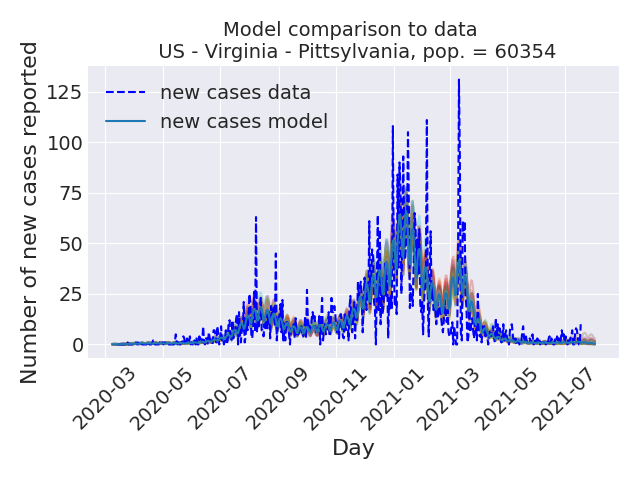 Model comparison to data
US - Virginia - Pittsylvania, pop. = 60354
new cases data
new cases model
Number of new cases reported
125
100
75
50
25
0
2020-03
2020-05
2020-07
2020-09
2020-11
2021-01
2021-03
2021-05
2021-07
Day